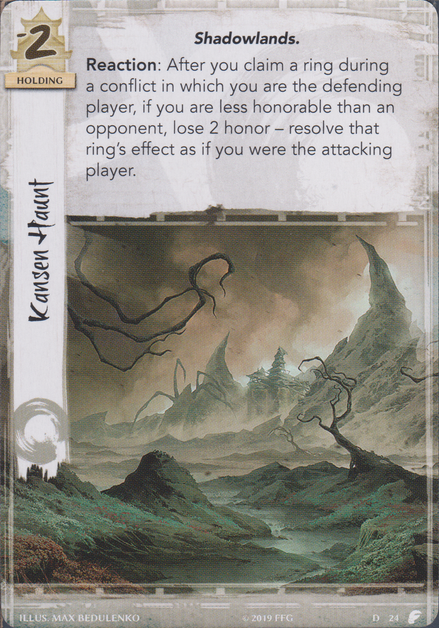 -2
HOLDING
Shadowlands.
Reaction: After you claim a ring during
a conflict in which you are the defending
player, if you are less honorable than an
opponent, lose 2 honor – resolve that
ring's effect as if you were the attacking
player.
Kansen Haunt
ILLUS. MAX BEDULENKO
© 2019 FFG
D 24